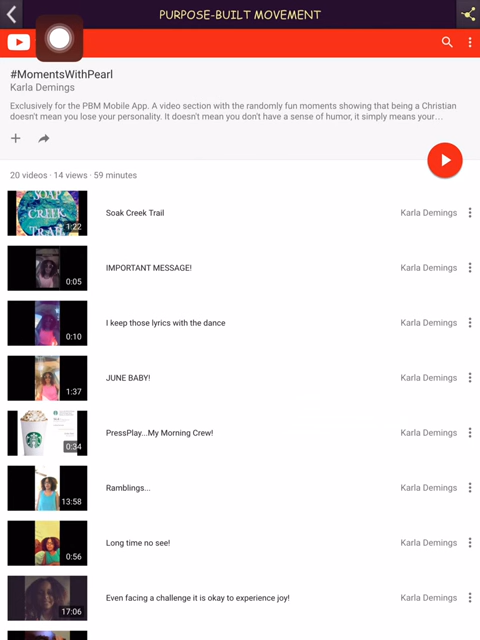 PURPOSE-BUILT MOVEMENT
#MomentsWithPearl
Karla Demings
Exclusively for the PBM Mobile App. A video section with the randomly fun moments showing that being a Christian
doesn't mean you lose your personality. It doesn't mean you don't have a sense of humor, it simply means your...
20 videos · 14 views · 59 minutes
SOAK
CREEK
TRAIL
1:22
Soak Creek Trail
Karla Demings
0:05
IMPORTANT MESSAGE!
Karla Demings
0:10
I keep those lyrics with the dance
Karla Demings
1:37
JUNE BABY!
Karla Demings
0:34
PressPlay...My Morning Crew!
Karla Demings
13:58
Ramblings...
Karla Demings
0:56
Long time no see!
Karla Demings
17:06
Even facing a challenge it is okay to experience joy!
Karla Demings